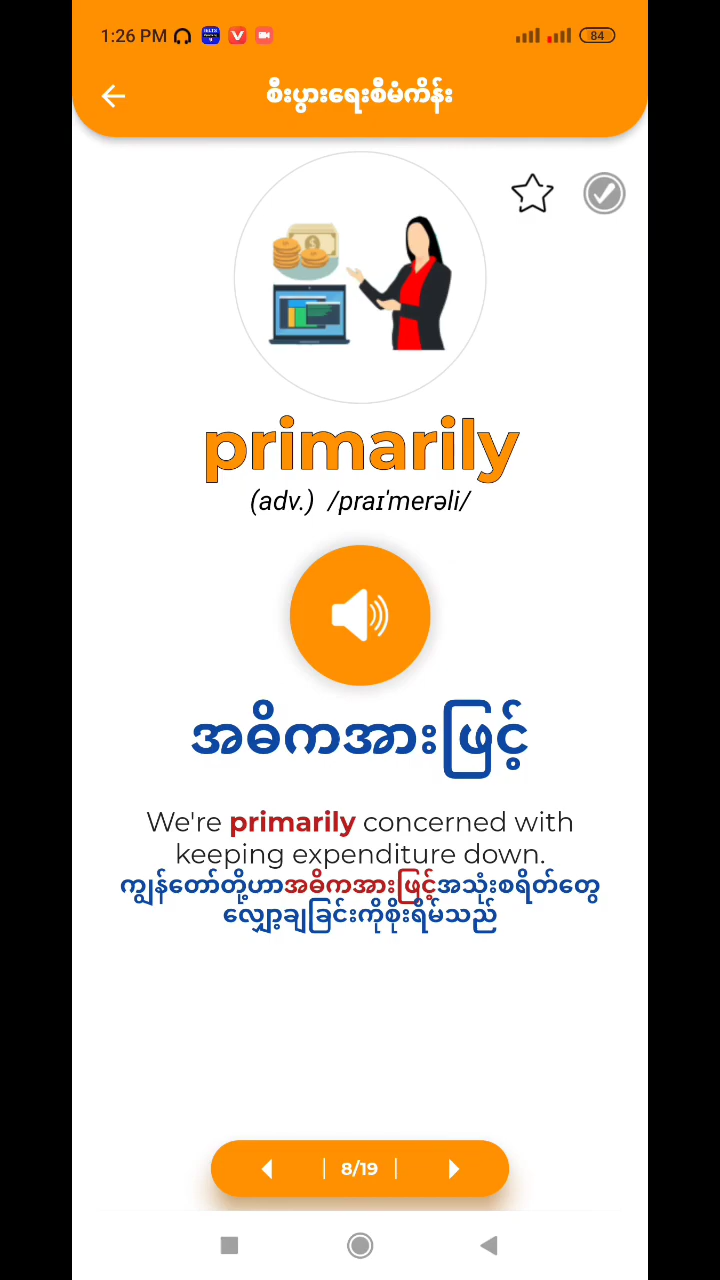 1:26 PM
84
စီးပွားရေးစီမံကိန်း
primarily
(adv.) /praɪˈmerəli/
အဓိကအားဖြင့်
We're primarily concerned with
keeping expenditure down.
ကျွန်တော်တို့ဟာအဓိကအားဖြင့်အသုံးစရိတ်တွေ
လျှော့ချခြင်းကိုစိုးရိမ်သည်
8/19